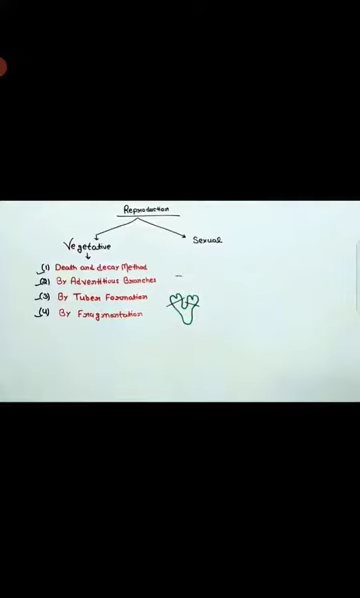 Reproduction
Vegetative
Sexual
(1) Death and decay Method
(2) By Adventitious Branches
(3) By Tuber Formation
(4) By Fragmentation